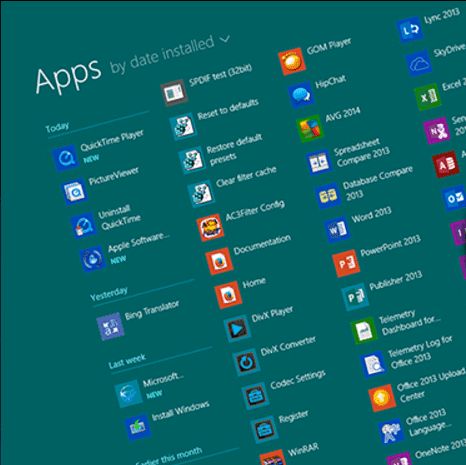 Apps by date installed
Today
QuickTime Player
NEW
PictureViewer
Uninstall
QuickTime
Apple Software...
NEW
Yesterday
Bing Translator
Last week
Microsoft...
NEW
Install Windows
Earlier this month
SPDIF test (32bit)
Reset to defaults
Restore default
presets
Clear filter cache
AC3Filter Config
Documentation
Home
DivX Player
DivX Converter
Codec Settings
Register
WinRAR
GOM Player
HipChat
AVG 2014
Spreadsheet
Compare 2013
Database Compare
2013
Word 2013
PowerPoint 2013
Publisher 2013
Telemetry
Dashboard for...
Telemetry Log for
Office 2013
Office 2013 Upload
Center
Office 2013
Language...
OneNote 2013
Lync 2013
SkyDrive
Excel 2